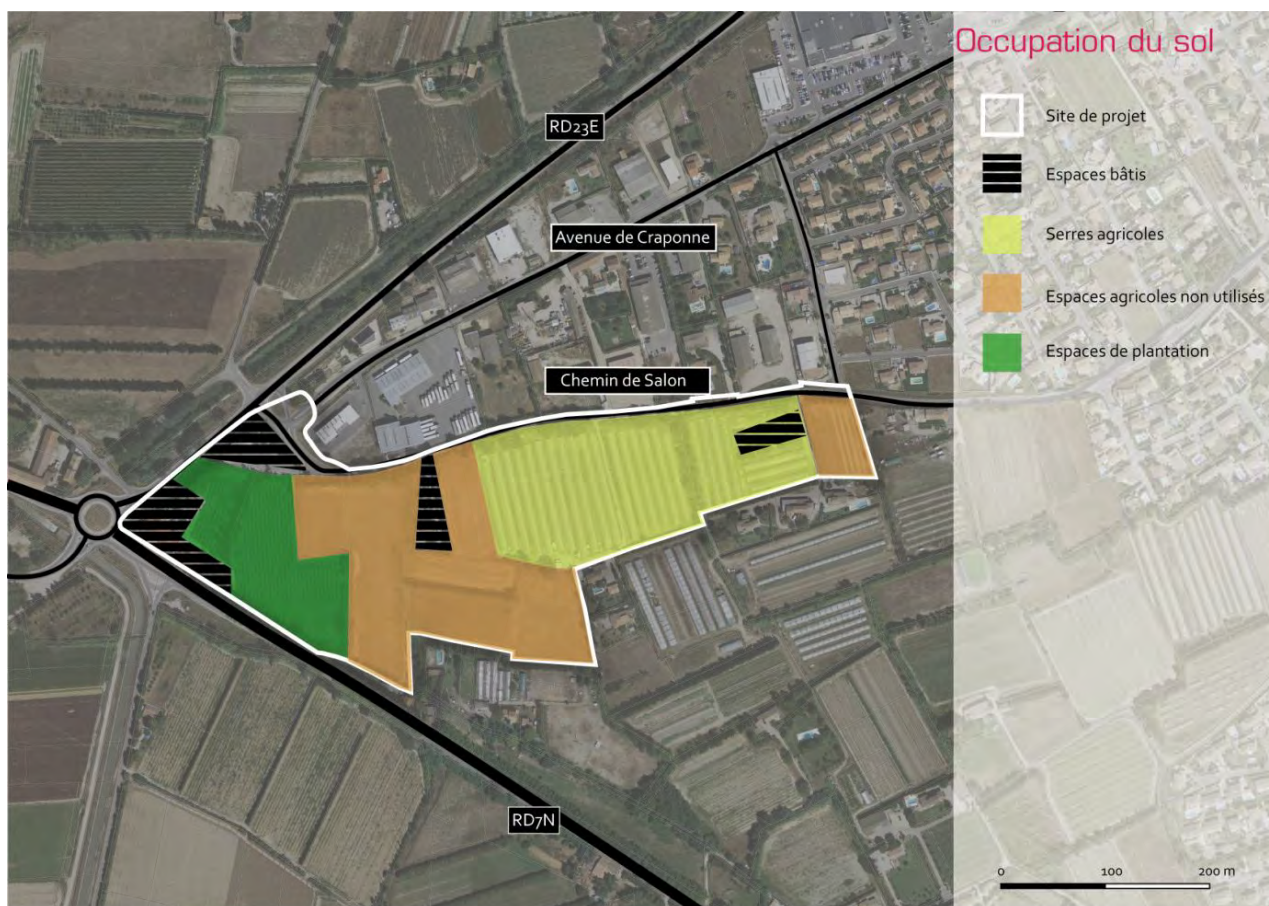 Occupation du sol
Site de projet
Espaces bâtis
Serres agricoles
Espaces agricoles non utilisés
Espaces de plantation
RD23E
Avenue de Craponne
Chemin de Salon
RD7N
0 100 200 m